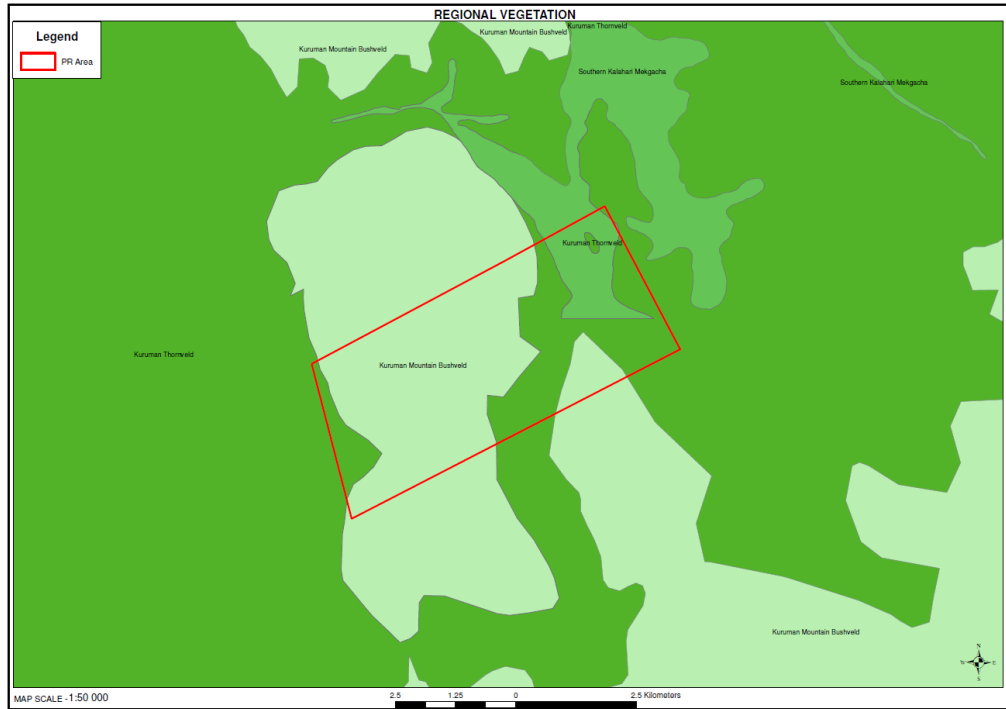 REGIONAL VEGETATION
Legend
PR Area
Kuruman Mountain Bushveld
Kuruman Mountain Bushveld
Kuruman Thornveld
Southern Kalahari Mekgacha
Southern Kalahari Mekgacha
Kuruman Thornveld
Kuruman Thornveld
Kuruman Mountain Bushveld
Kuruman Mountain Bushveld
N
W E
S
MAP SCALE - 1:50 000
2.5 1.25 0 2.5 Kilometers